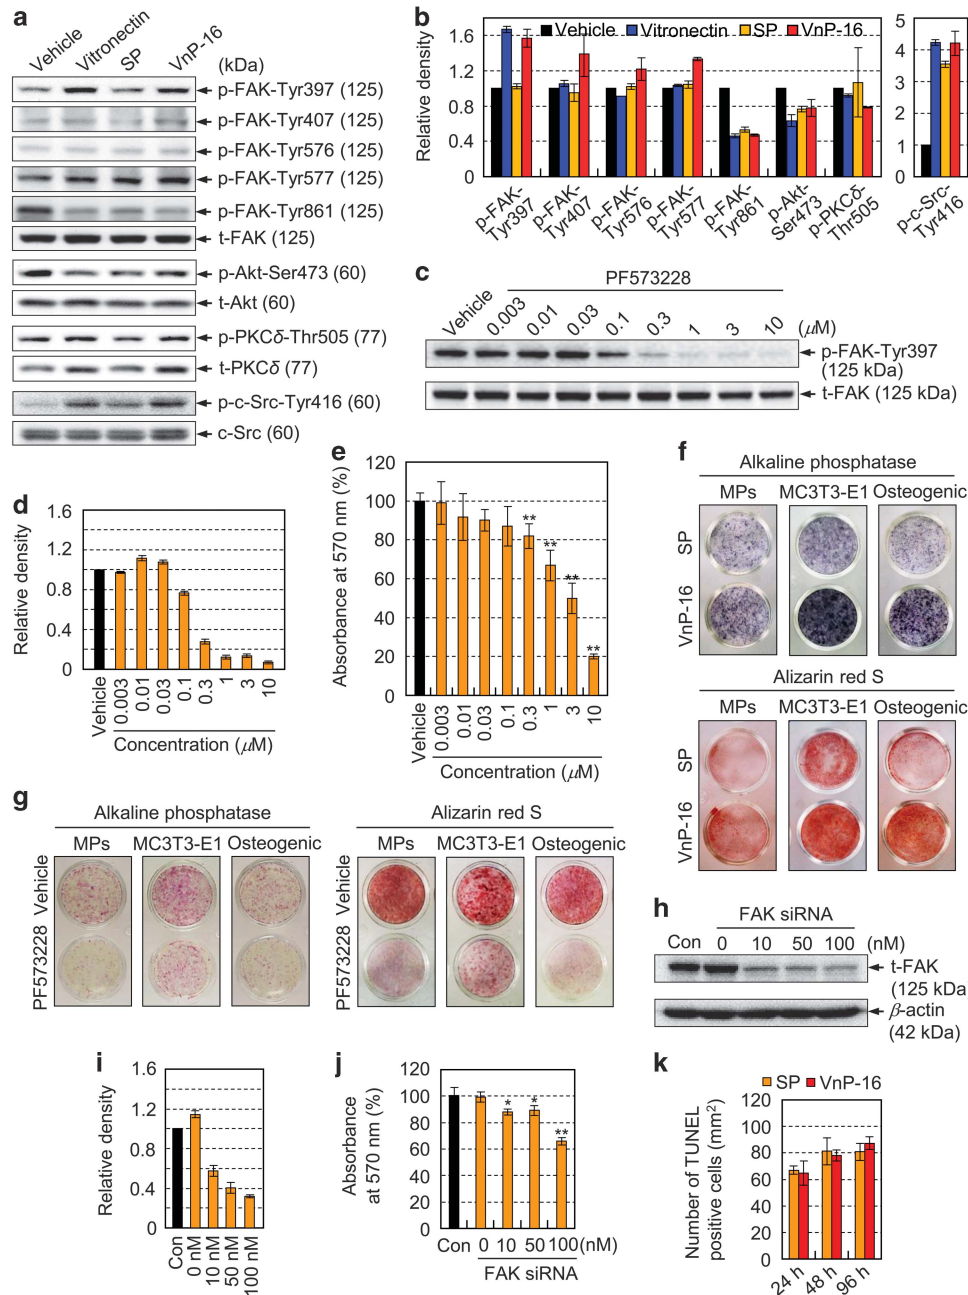 a
Vehicle
Vitronectin
SP
VnP-16
(kDa)
p-FAK-Tyr397 (125)
p-FAK-Tyr407 (125)
p-FAK-Tyr576 (125)
p-FAK-Tyr577 (125)
p-FAK-Tyr861 (125)
t-FAK (125)
p-Akt-Ser473 (60)
t-Akt (60)
p-PKCδ-Thr505 (77)
t-PKCδ (77)
p-c-Src-Tyr416 (60)
c-Src (60)
b
Vehicle Vitronectin SP VnP-16
Relative density
1.6
1.2
0.8
0.4
0
p-FAK-
Tyr397
p-FAK-
Tyr407
p-FAK-
Tyr576
p-FAK-
Tyr577
p-FAK-
Tyr861
p-Akt-
Ser473
p-PKCδ-
Thr505
5
4
3
2
1
0
p-c-Src-
Tyr416
c
PF573228
Vehicle
0.003
0.01
0.03
0.1
0.3
1
3
10
(μM)
p-FAK-Tyr397
(125 kDa)
t-FAK (125 kDa)
d
Relative density
1.6
1.2
0.8
0.4
0
Vehicle
0.003
0.01
0.03
0.1
0.3
1
3
10
Concentration (μM)
e
Absorbance at 570 nm (%)
120
100
80
60
40
20
0
**
**
**
**
Vehicle
0.003
0.01
0.03
0.1
0.3
1
3
10
Concentration (μM)
f
Alkaline phosphatase
MPs MC3T3-E1 Osteogenic
SP
VnP-16
Alizarin red S
MPs MC3T3-E1 Osteogenic
SP
VnP-16
g
Alkaline phosphatase
MPs MC3T3-E1 Osteogenic
Vehicle
PF573228
Alizarin red S
MPs MC3T3-E1 Osteogenic
Vehicle
PF573228
h
FAK siRNA
Con 0 10 50 100 (nM)
t-FAK
(125 kDa
β-actin
(42 kDa)
i
Relative density
1.6
1.2
0.8
0.4
0
Con
0 nM
10 nM
50 nM
100 nM
j
Absorbance
at 570 nm (%)
120
100
80
60
40
20
0
*
*
**
Con 0 10 50 100 (nM)
FAK siRNA
k
SP VnP-16
Number of TUNEL
positive cells (mm²)
120
100
80
60
40
20
0
24 h
48 h
96 h